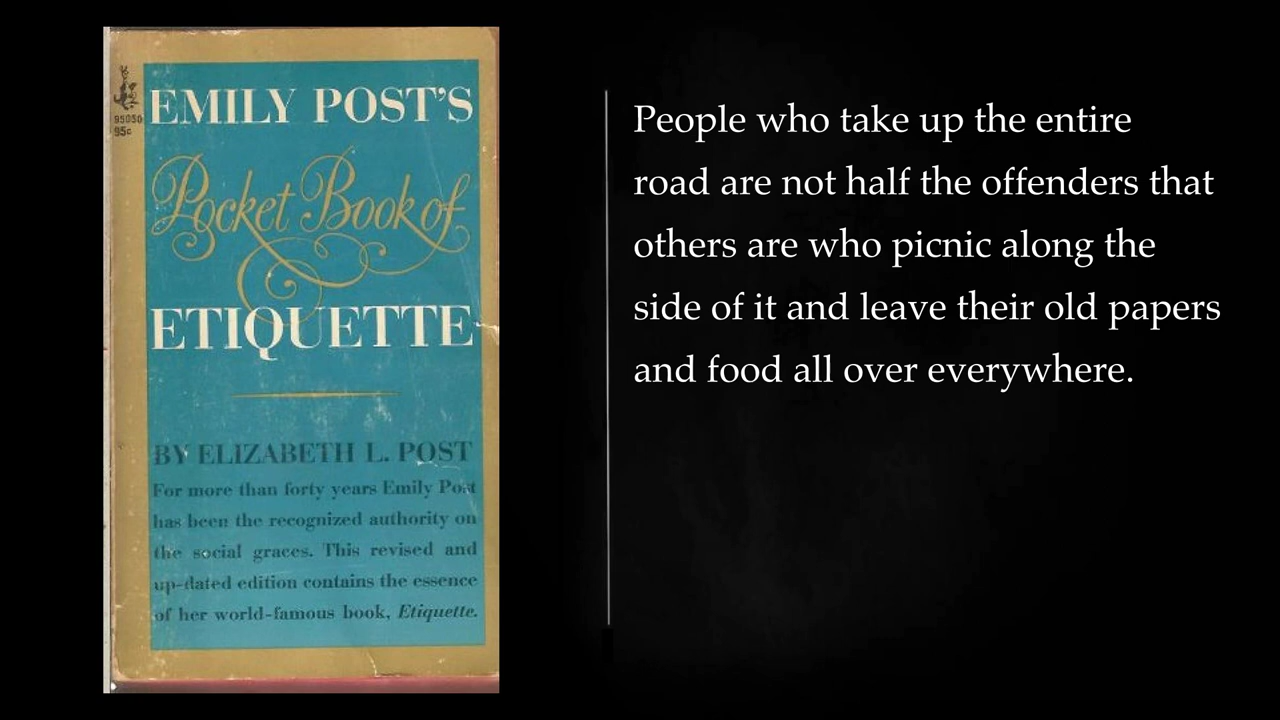 EMILY POST'S
95050
95c
Pocket Book of
ETIQUETTE
BY ELIZABETH L. POST
For more than forty years Emily Post
has been the recognized authority on
the social graces. This revised and
up-dated edition contains the essence
of her world-famous book, Etiquette.
People who take up the entire
road are not half the offenders that
others are who picnic along the
side of it and leave their old papers
and food all over everywhere.